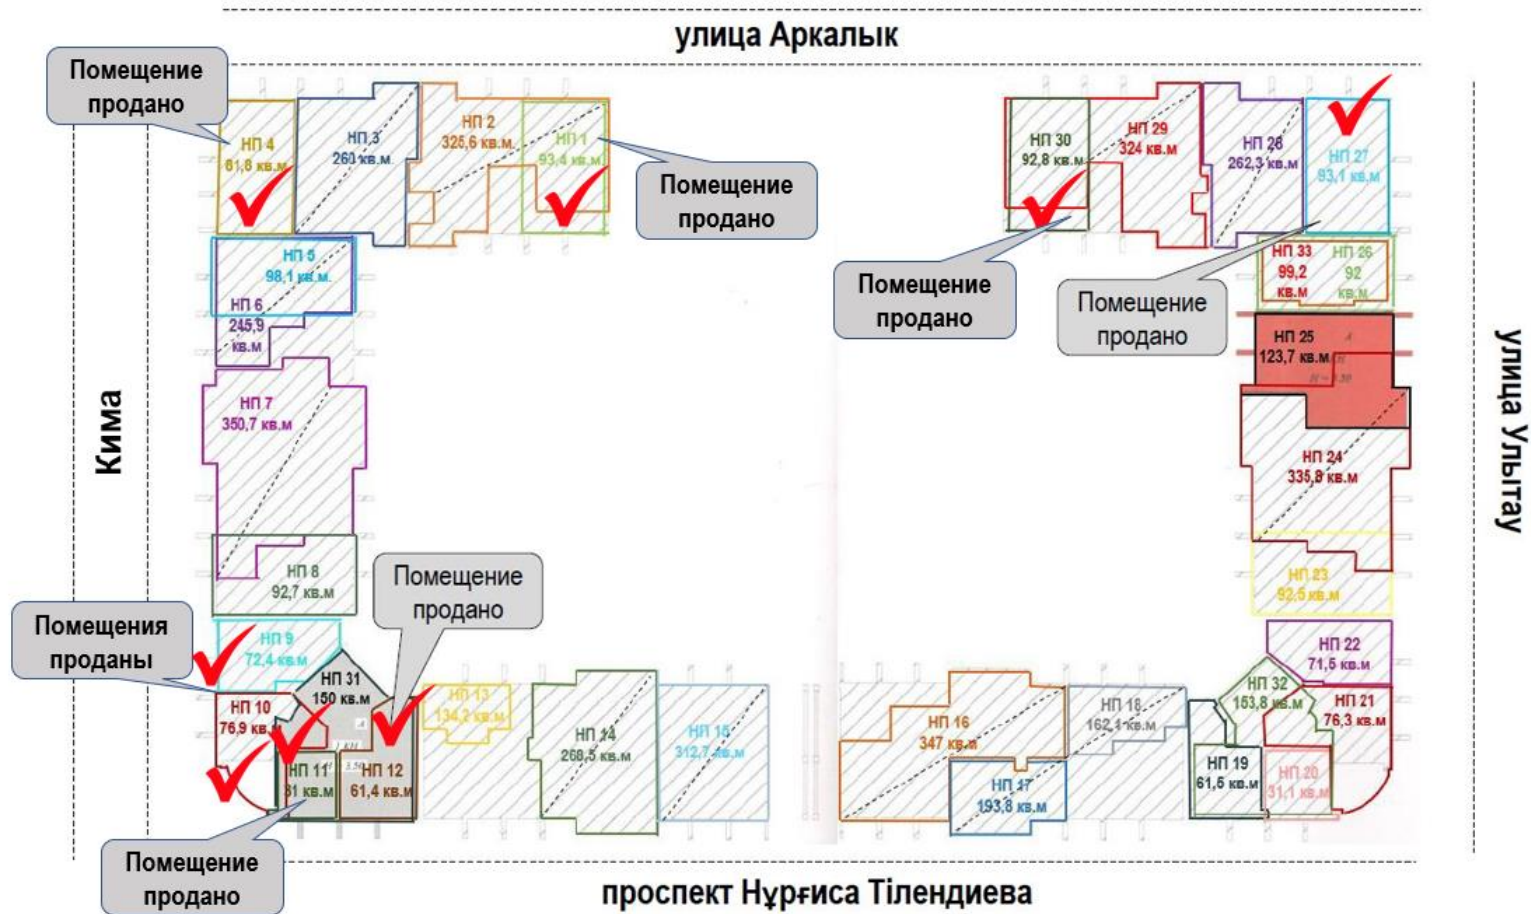 улица Аркалык
Помещение
продано
НП 4
81,8 кв.м
НП 3
260 кв.м.
НП 2
325,6 кв.м.
НП 1
93,4 кв.м.
Помещение
продано
НП 30
92,8 кв.м
НП 29
324 кв.м
НП 28
262,3 кв.м
НП 27
93,1 кв.м
Помещение
продано
Помещение
продано
НП 5
98,1 кв.м.
НП 6
245,9
кв.м
НП 7
350,7 кв.м
НП 8
92,7 кв.м
Кима
НП 33
99,2
кв.м
НП 26
92
кв.м
НП 25
123,7 кв.м
НП 24
335,8 кв.м
НП 23
92,5 кв.м
НП 22
71,5 кв.м
улица Улытау
Помещение
продано
Помещения
проданы
НП 9
72,4 кв.м
НП 31
150 кв.м
НП 10
76,9 кв.м
НП 11
31 кв.м
НП 12
61,4 кв.м
НП 13
134,2 кв.м
НП 14
268,5 кв.м
НП 15
312,7 кв.м
НП 16
347 кв.м
НП 17
193,8 кв.м
НП 18
162,1 кв.м
НП 32
153,8 кв.м
НП 21
76,3 кв.м
НП 19
61,5 кв.м
НП 20
31,1 кв.м
Помещение
продано
проспект Нұрғиса Тілендиева